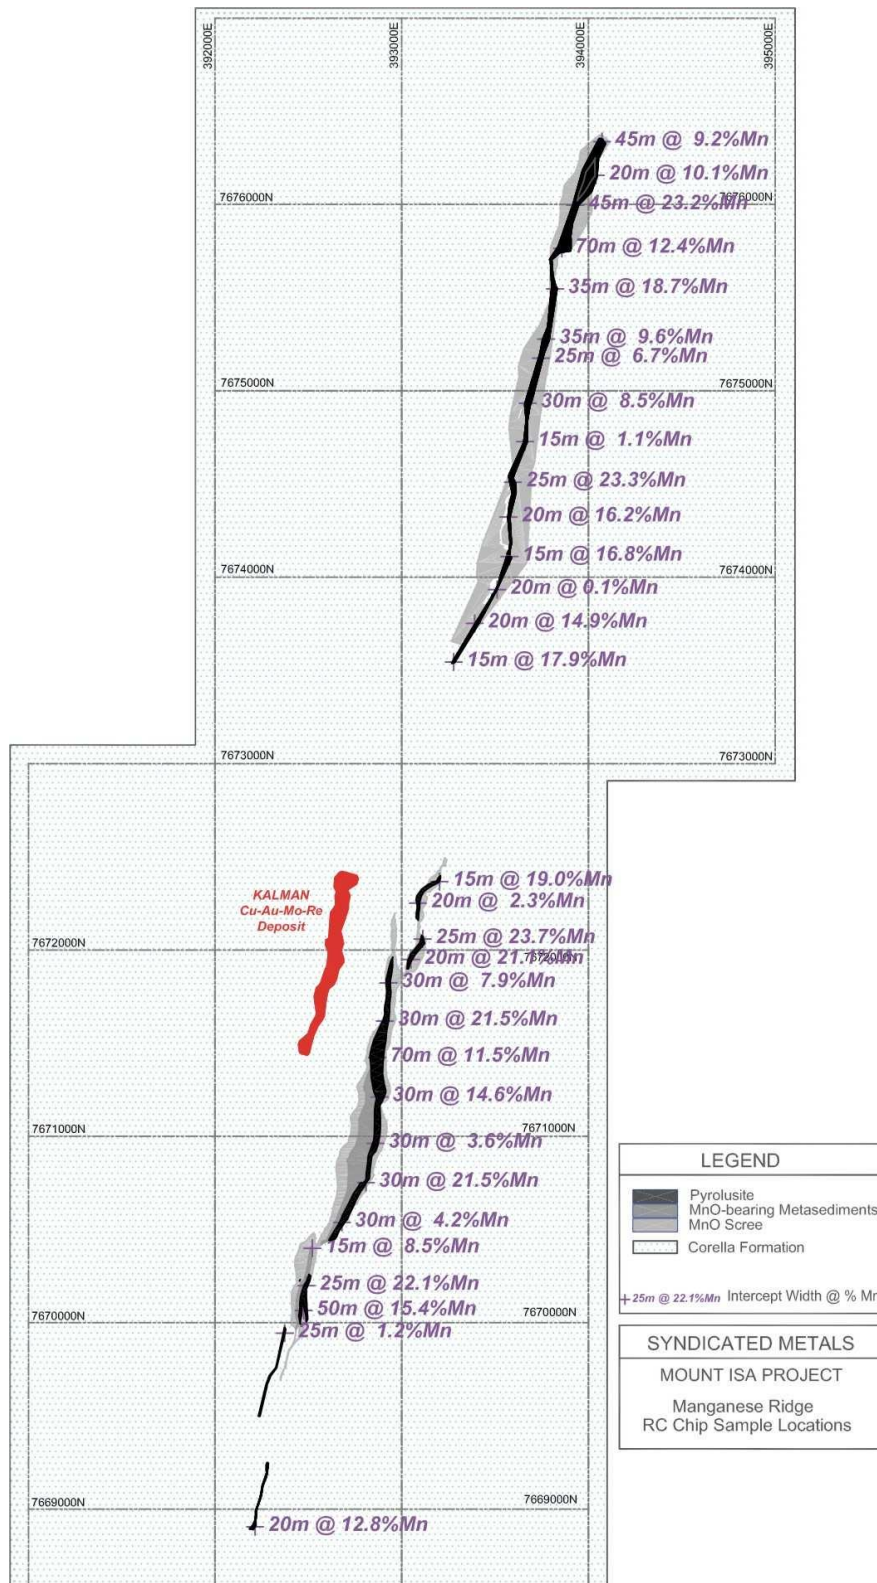 392000E
393000E
394000E
395000E
45m @ 9.2%Mn
20m @ 10.1%Mn
7676000N
45m @ 23.2%Mn
70m @ 12.4%Mn
35m @ 18.7%Mn
35m @ 9.6%Mn
25m @ 6.7%Mn
7675000N
30m @ 8.5%Mn
15m @ 1.1%Mn
25m @ 23.3%Mn
20m @ 16.2%Mn
15m @ 16.8%Mn
7674000N
20m @ 0.1%Mn
20m @ 14.9%Mn
15m @ 17.9%Mn
7673000N
7673000N
15m @ 19.0%Mn
KALMAN
Cu-Au-Mo-Re
Deposit
20m @ 2.3%Mn
25m @ 23.7%Mn
7672000N
20m @ 21.1%Mn
7672000N
30m @ 7.9%Mn
30m @ 21.5%Mn
70m @ 11.5%Mn
30m @ 14.6%Mn
7671000N
7671000N
30m @ 3.6%Mn
30m @ 21.5%Mn
30m @ 4.2%Mn
15m @ 8.5%Mn
25m @ 22.1%Mn
50m @ 15.4%Mn
7670000N
7670000N
25m @ 1.2%Mn
7669000N
7669000N
20m @ 12.8%Mn
LEGEND
Pyrolusite
MnO-bearing Metasediments
MnO Scree
Corella Formation
25m @ 22.1%Mn Intercept Width @ % Mn
SYNDICATED METALS
MOUNT ISA PROJECT
Manganese Ridge
RC Chip Sample Locations